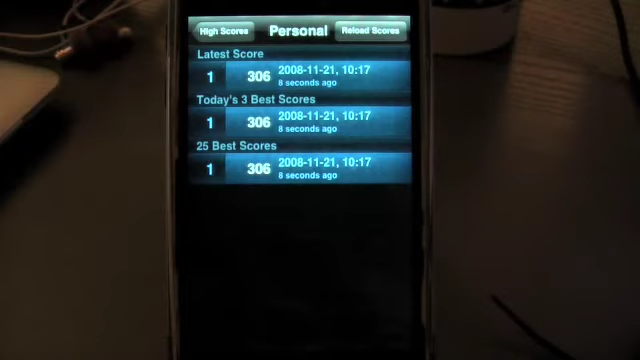 High Scores Personal Reload Scores
Latest Score
1 306 2008-11-21, 10:17
8 seconds ago
Today's 3 Best Scores
1 306 2008-11-21, 10:17
8 seconds ago
25 Best Scores
1 306 2008-11-21, 10:17
8 seconds ago